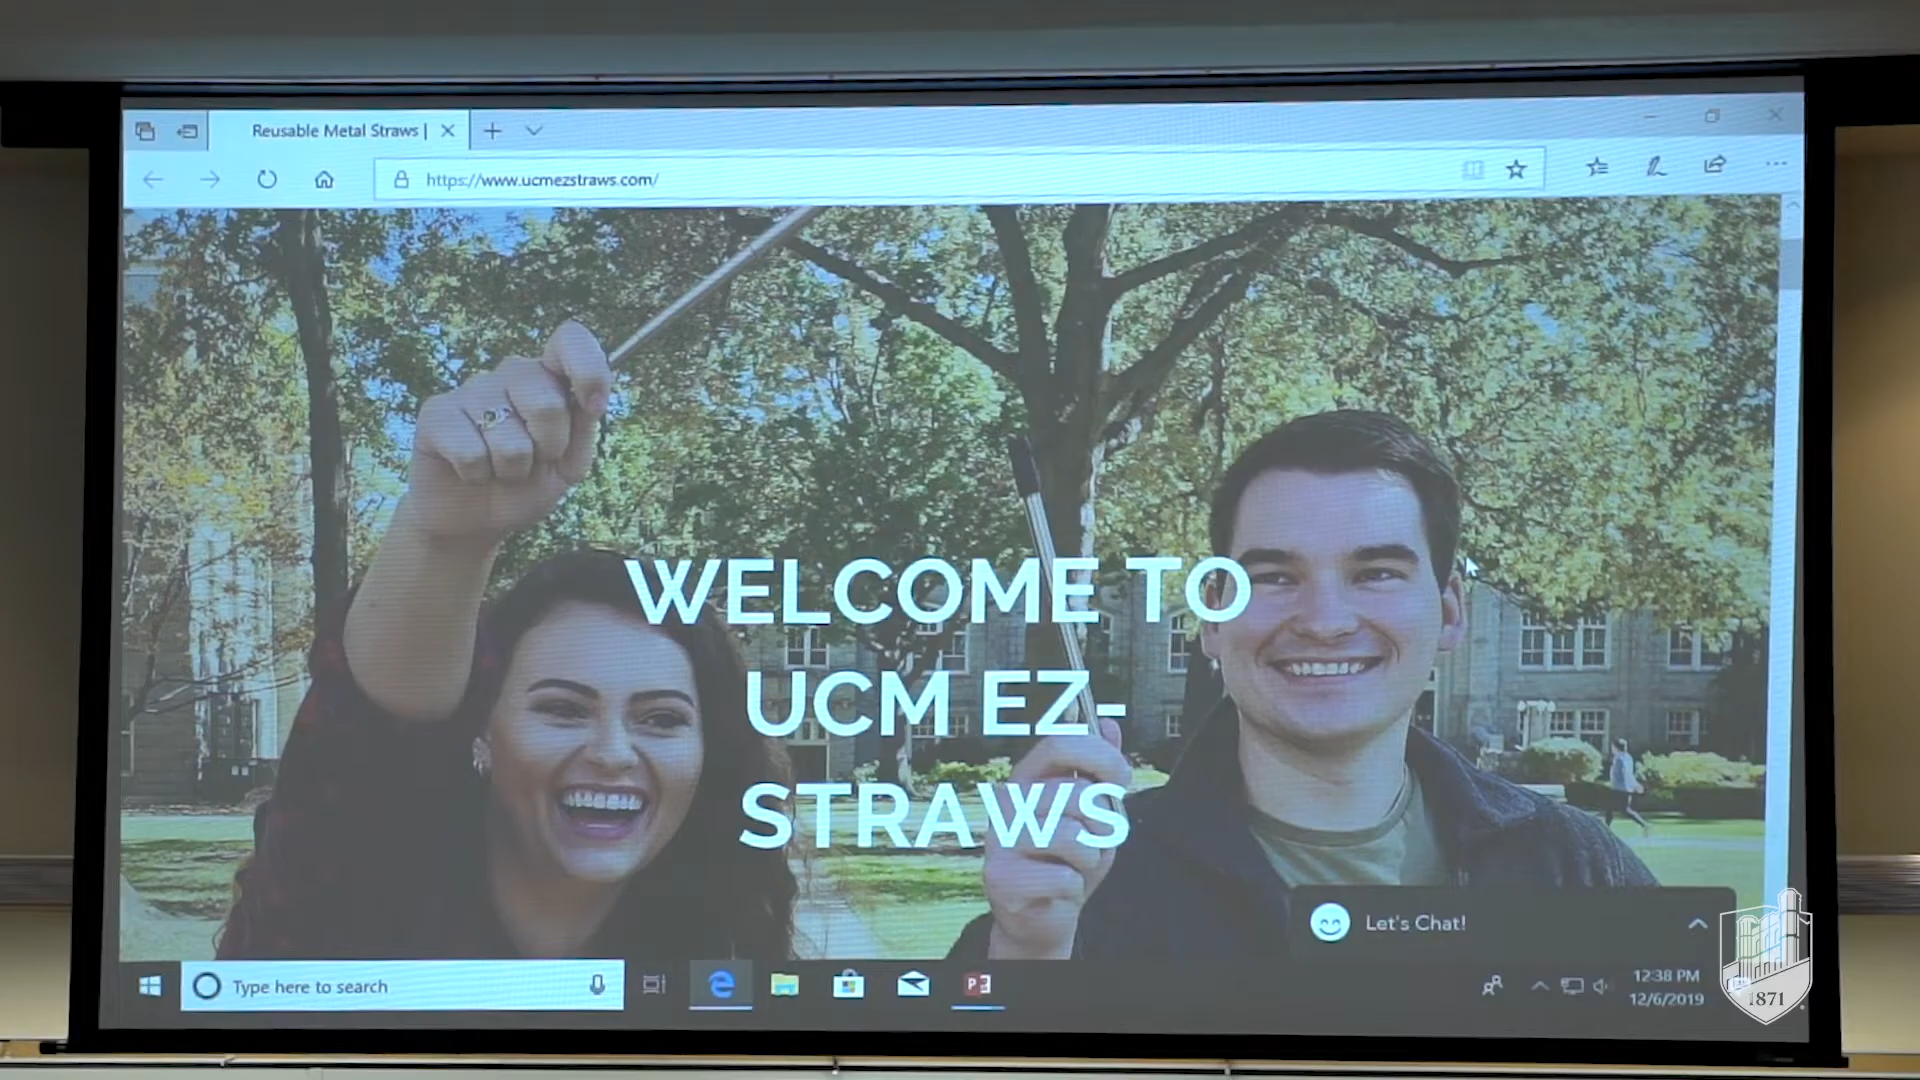 Reusable Metal Straws |
https://www.ucmezstraws.com/
WELCOME TO
UCM EZ-
STRAWS
Let's Chat!
Type here to search
12:38 PM
12/6/2019
1871